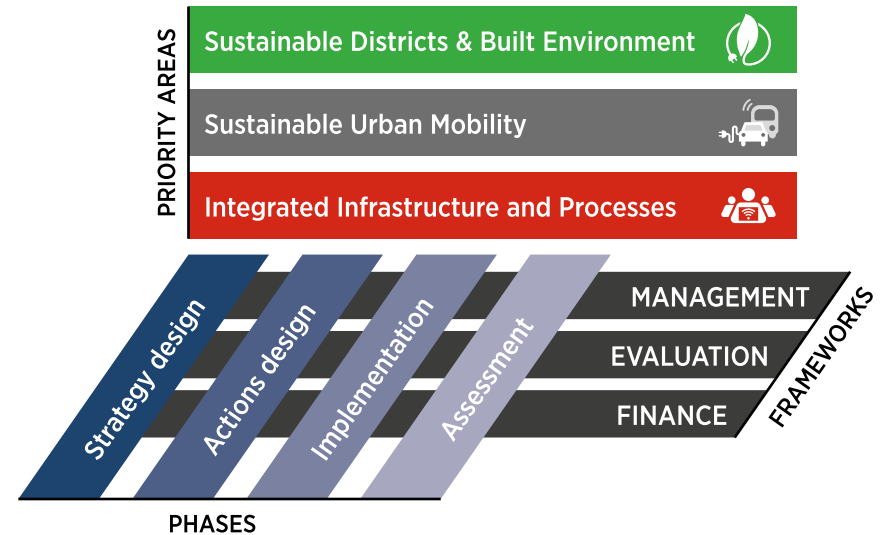 PRIORITY AREAS
Sustainable Districts & Built Environment
Sustainable Urban Mobility
Integrated Infrastructure and Processes
Strategy design
Actions design
Implementation
Assessment
MANAGEMENT
EVALUATION
FINANCE
FRAMEWORKS
PHASES